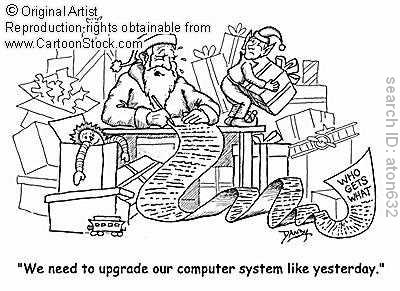 © Original Artist
Reproduction rights obtainable from
www.CartoonStock.com
search ID: aton632
WHO
GETS
WHAT
DANDY
"We need to upgrade our computer system like yesterday."